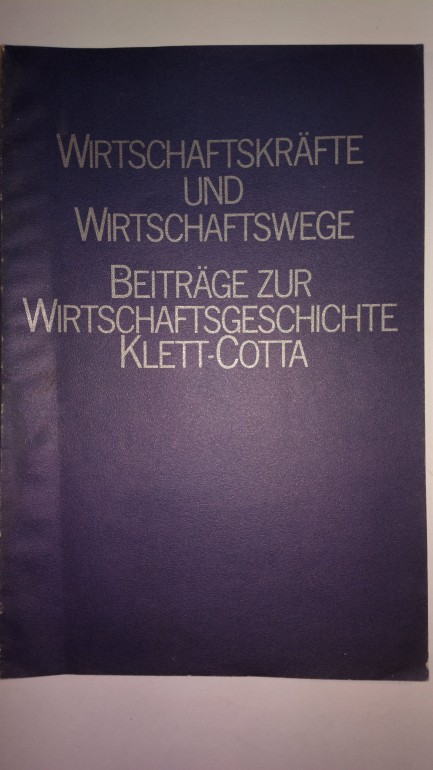 WIRTSCHAFTSKRÄFTE
UND
WIRTSCHAFTSWEGE
BEITRÄGE ZUR
WIRTSCHAFTSGESCHICHTE
KLETT-COTTA